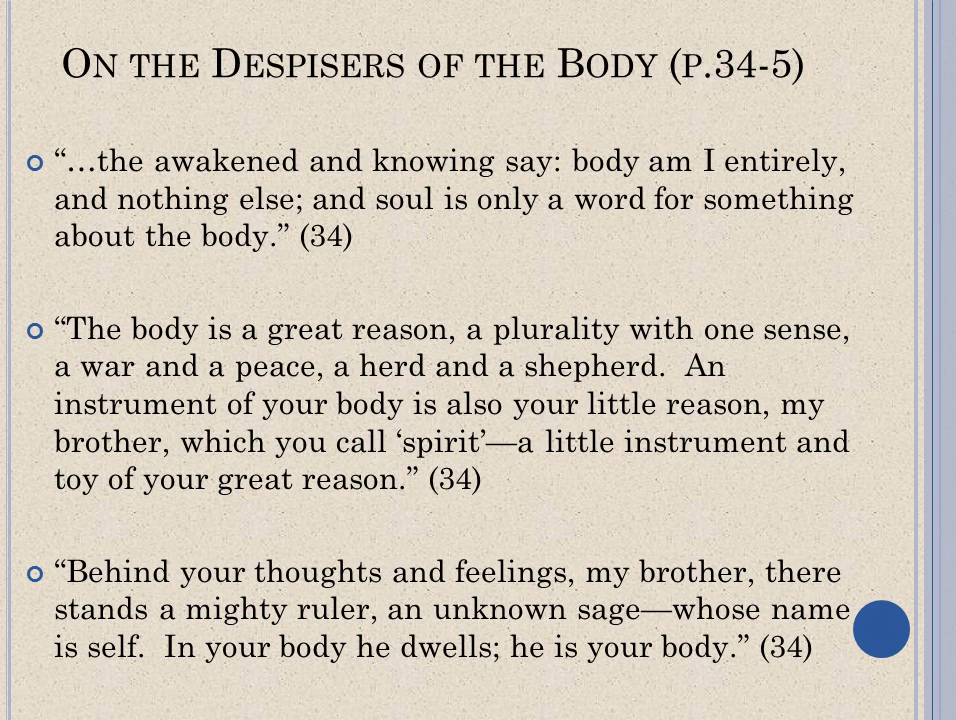 ON THE DESPISERS OF THE BODY (P.34-5)
“…the awakened and knowing say: body am I entirely,
and nothing else; and soul is only a word for something
about the body.” (34)
“The body is a great reason, a plurality with one sense,
a war and a peace, a herd and a shepherd.  An
instrument of your body is also your little reason, my
brother, which you call ‘spirit’—a little instrument and
toy of your great reason.” (34)
“Behind your thoughts and feelings, my brother, there
stands a mighty ruler, an unknown sage—whose name
is self.  In your body he dwells; he is your body.” (34)